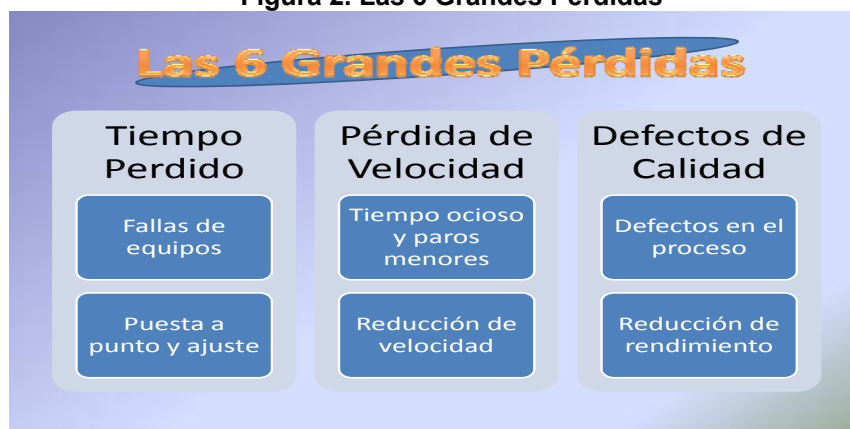 Figura 2. Las 6 Grandes Pérdidas
Las 6 Grandes Pérdidas
Tiempo
Perdido
Fallas de
equipos
Puesta a
punto y ajuste
Pérdida de
Velocidad
Tiempo ocioso
y paros
menores
Reducción de
velocidad
Defectos de
Calidad
Defectos en el
proceso
Reducción de
rendimiento